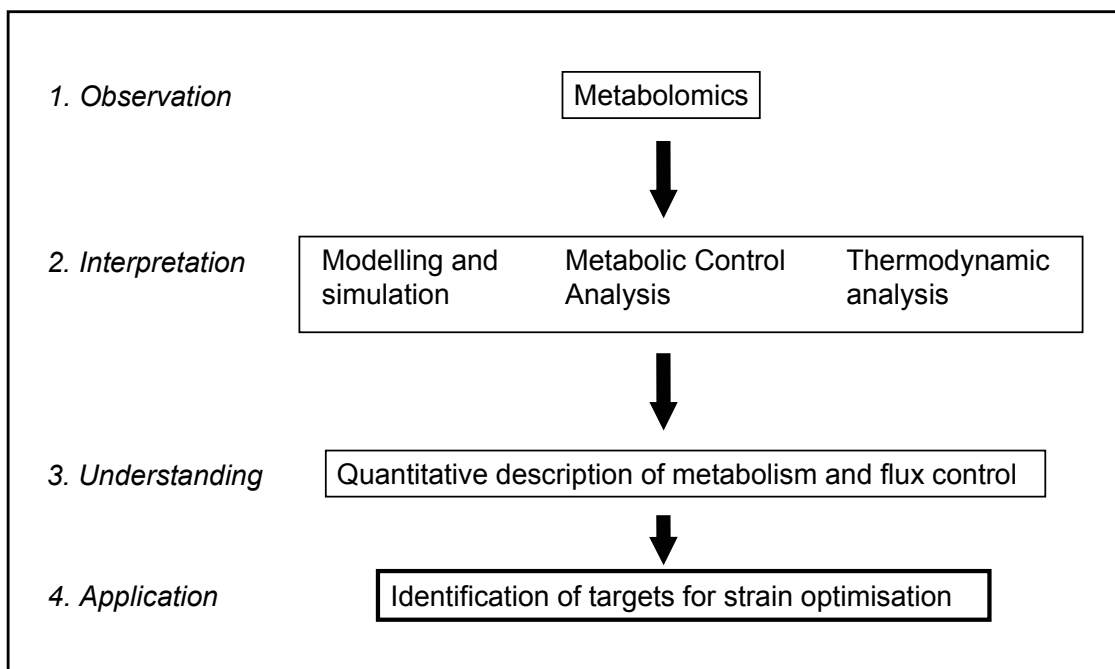 1. Observation
Metabolomics
2. Interpretation
Modelling and
simulation
Metabolic Control
Analysis
Thermodynamic
analysis
3. Understanding
Quantitative description of metabolism and flux control
4. Application
Identification of targets for strain optimisation